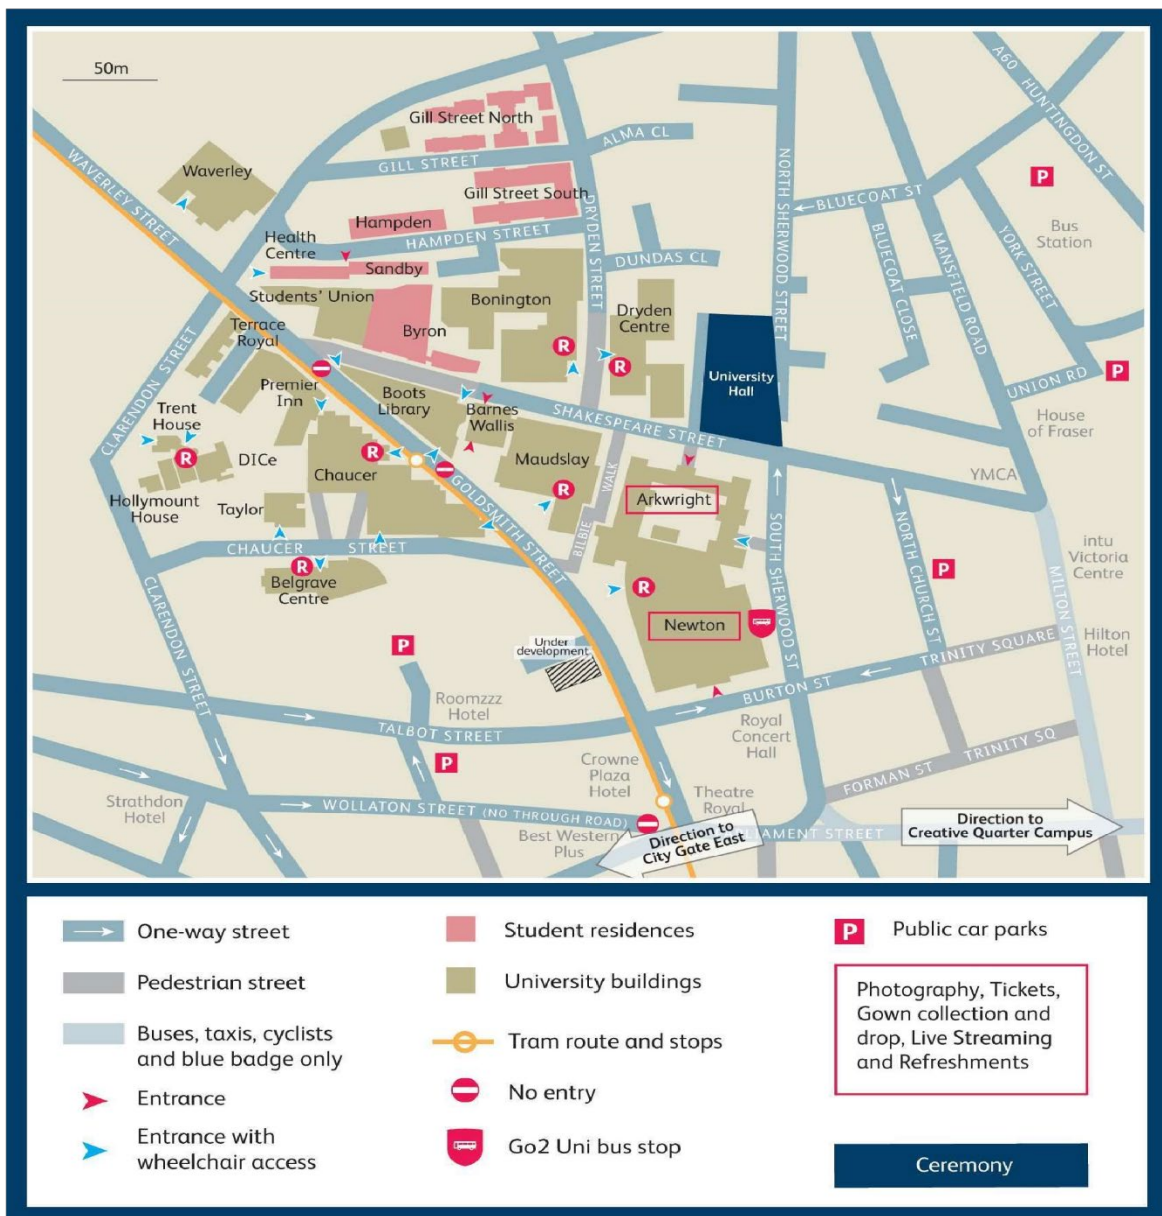 50m
Gill Street North
ALMA CL
A60 HUNTINGDON ST
GILL STREET
Waverley
WAVERLEY STREET
Gill Street South
DRYDEN STREET
NORTH SHERWOOD STREET
BLUECOAT ST
P
Bus
Station
Hampden
HAMPDEN STREET
Health
Centre
Sandby
DUNDAS CL
BLUECOAT CLOSE
MANSFIELD ROAD
YORK STREET
Students' Union
Bonington
Dryden
Centre
Terrace
Royal
Byron
R
R
University
Hall
UNION RD
P
CLARENDON STREET
Premier
Inn
Boots
Library
Barnes
Wallis
SHAKESPEARE STREET
House
of Fraser
Trent
House
R
DICe
Chaucer
R
Maudslay
R
BILBIE WALK
Arkwright
YMCA
Hollymount
House
Taylor
GOLDSMITH STREET
SOUTH SHERWOOD ST
NORTH CHURCH ST
intu
Victoria
Centre
CHAUCER STREET
R
Belgrave
Centre
R
Newton
P
MILTON STREET
CLARENDON STREET
P
Under
development
TRINITY SQUARE
Hilton
Hotel
BURTON ST
Roomzzz
Hotel
TALBOT STREET
Royal
Concert
Hall
P
Crowne
Plaza
Hotel
FORMAN ST
TRINITY SQ
Strathdon
Hotel
WOLLATON STREET (NO THROUGH ROAD)
Theatre
Royal
Best Western
Plus
Direction to
City Gate East
LIAMENT STREET
Direction to
Creative Quarter Campus
One-way street
Pedestrian street
Buses, taxis, cyclists
and blue badge only
Entrance
Entrance with
wheelchair access
Student residences
University buildings
Tram route and stops
No entry
Go2 Uni bus stop
P
Public car parks
Photography, Tickets,
Gown collection and
drop, Live Streaming
and Refreshments
Ceremony